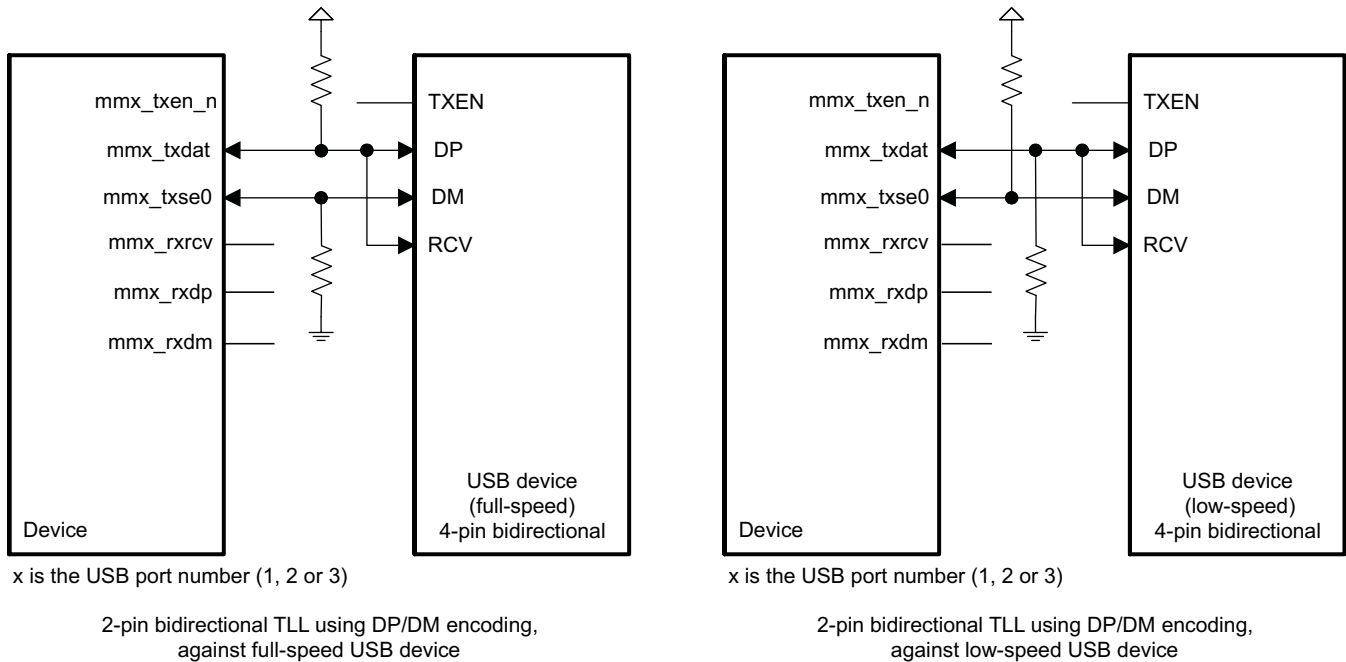 mmx_txen_n
mmx_txdat
mmx_txse0
mmx_rxrcv
mmx_rxdp
mmx_rxdm
Device
TXEN
DP
DM
RCV
USB device
(full-speed)
4-pin bidirectional
x is the USB port number (1, 2 or 3)
2-pin bidirectional TLL using DP/DM encoding,
against full-speed USB device
mmx_txen_n
mmx_txdat
mmx_txse0
mmx_rxrcv
mmx_rxdp
mmx_rxdm
Device
TXEN
DP
DM
RCV
USB device
(low-speed)
4-pin bidirectional
x is the USB port number (1, 2 or 3)
2-pin bidirectional TLL using DP/DM encoding,
against low-speed USB device